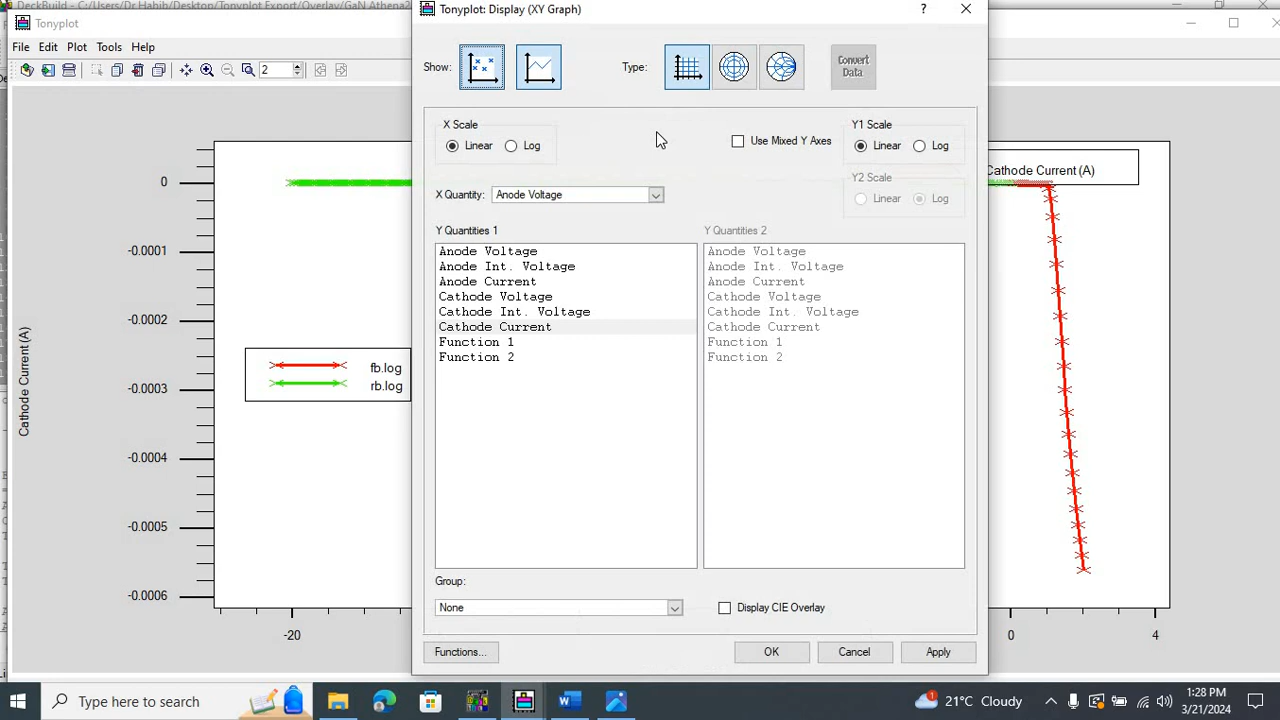 DeckBuild - C:/Users/Dr Habib/Desktop/Tonyplot Export/Overlay/GaN Athena2
Tonyplot: Display (XY Graph)
?
Tonyplot
File Edit Plot Tools Help
2
Show:
Type:
Convert
Data
X Scale
Linear Log
Use Mixed Y Axes
Y1 Scale
Linear Log
Y2 Scale
Linear Log
X Quantity: Anode Voltage
Y Quantities 1
Anode Voltage
Anode Int. Voltage
Anode Current
Cathode Voltage
Cathode Int. Voltage
Cathode Current
Function 1
Function 2
Y Quantities 2
Anode Voltage
Anode Int. Voltage
Anode Current
Cathode Voltage
Cathode Int. Voltage
Cathode Current
Function 1
Function 2
Group:
None
Display CIE Overlay
Functions...
OK
Cancel
Apply
Cathode Current (A)
0
-0.0001
-0.0002
-0.0003
-0.0004
-0.0005
-0.0006
Cathode Current (A)
fb.log
rb.log
-20
0
4
Type here to search
21°C Cloudy
1:28 PM
3/21/2024
1